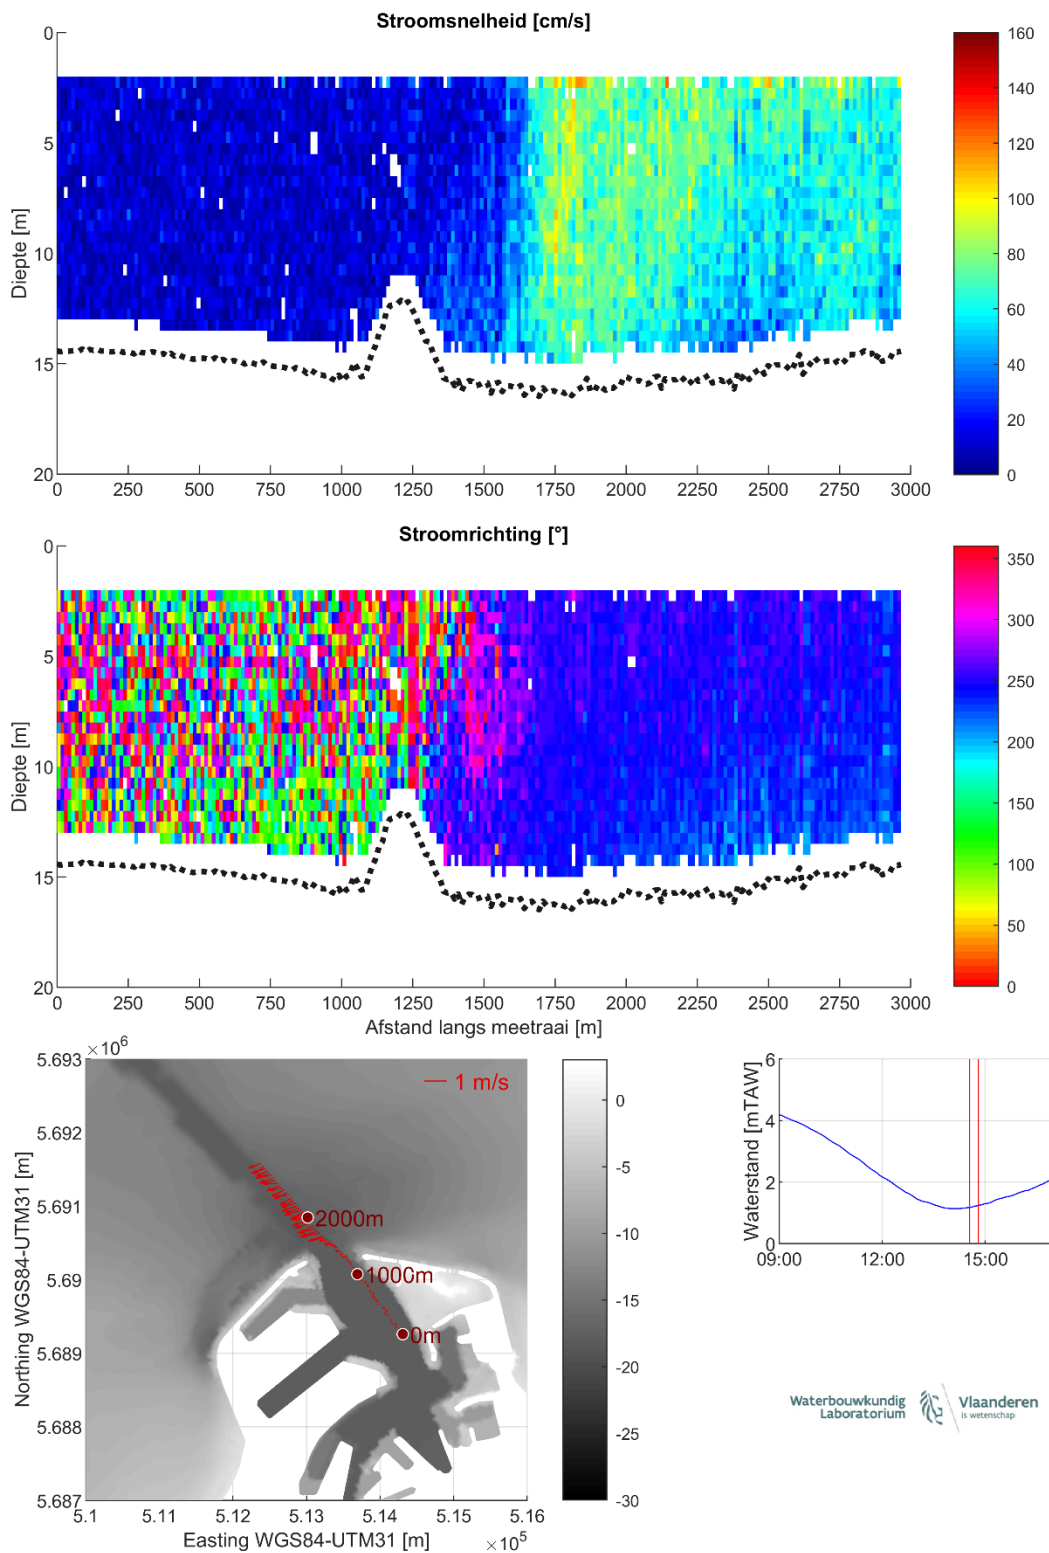 Stroomsnelheid [cm/s]
0
5
10
15
20
Diepte [m]
0 250 500 750 1000 1250 1500 1750 2000 2250 2500 2750 3000
160
140
120
100
80
60
40
20
0
Stroomrichting [°]
0
5
10
15
20
Diepte [m]
0 250 500 750 1000 1250 1500 1750 2000 2250 2500 2750 3000
Afstand langs meetraai [m]
350
300
250
200
150
100
50
0
×10⁶
5.693
5.692
5.691
5.69
5.689
5.688
5.687
Northing WGS84-UTM31 [m]
1 m/s
2000m
1000m
0m
5.1 5.11 5.12 5.13 5.14 5.15 5.16
Easting WGS84-UTM31 [m]
×10⁵
0
-5
-10
-15
-20
-25
-30
6
4
2
0
Waterstand [mTAW]
09:00 12:00 15:00
Waterbouwkundig
Laboratorium
Vlaanderen
is wetenschap